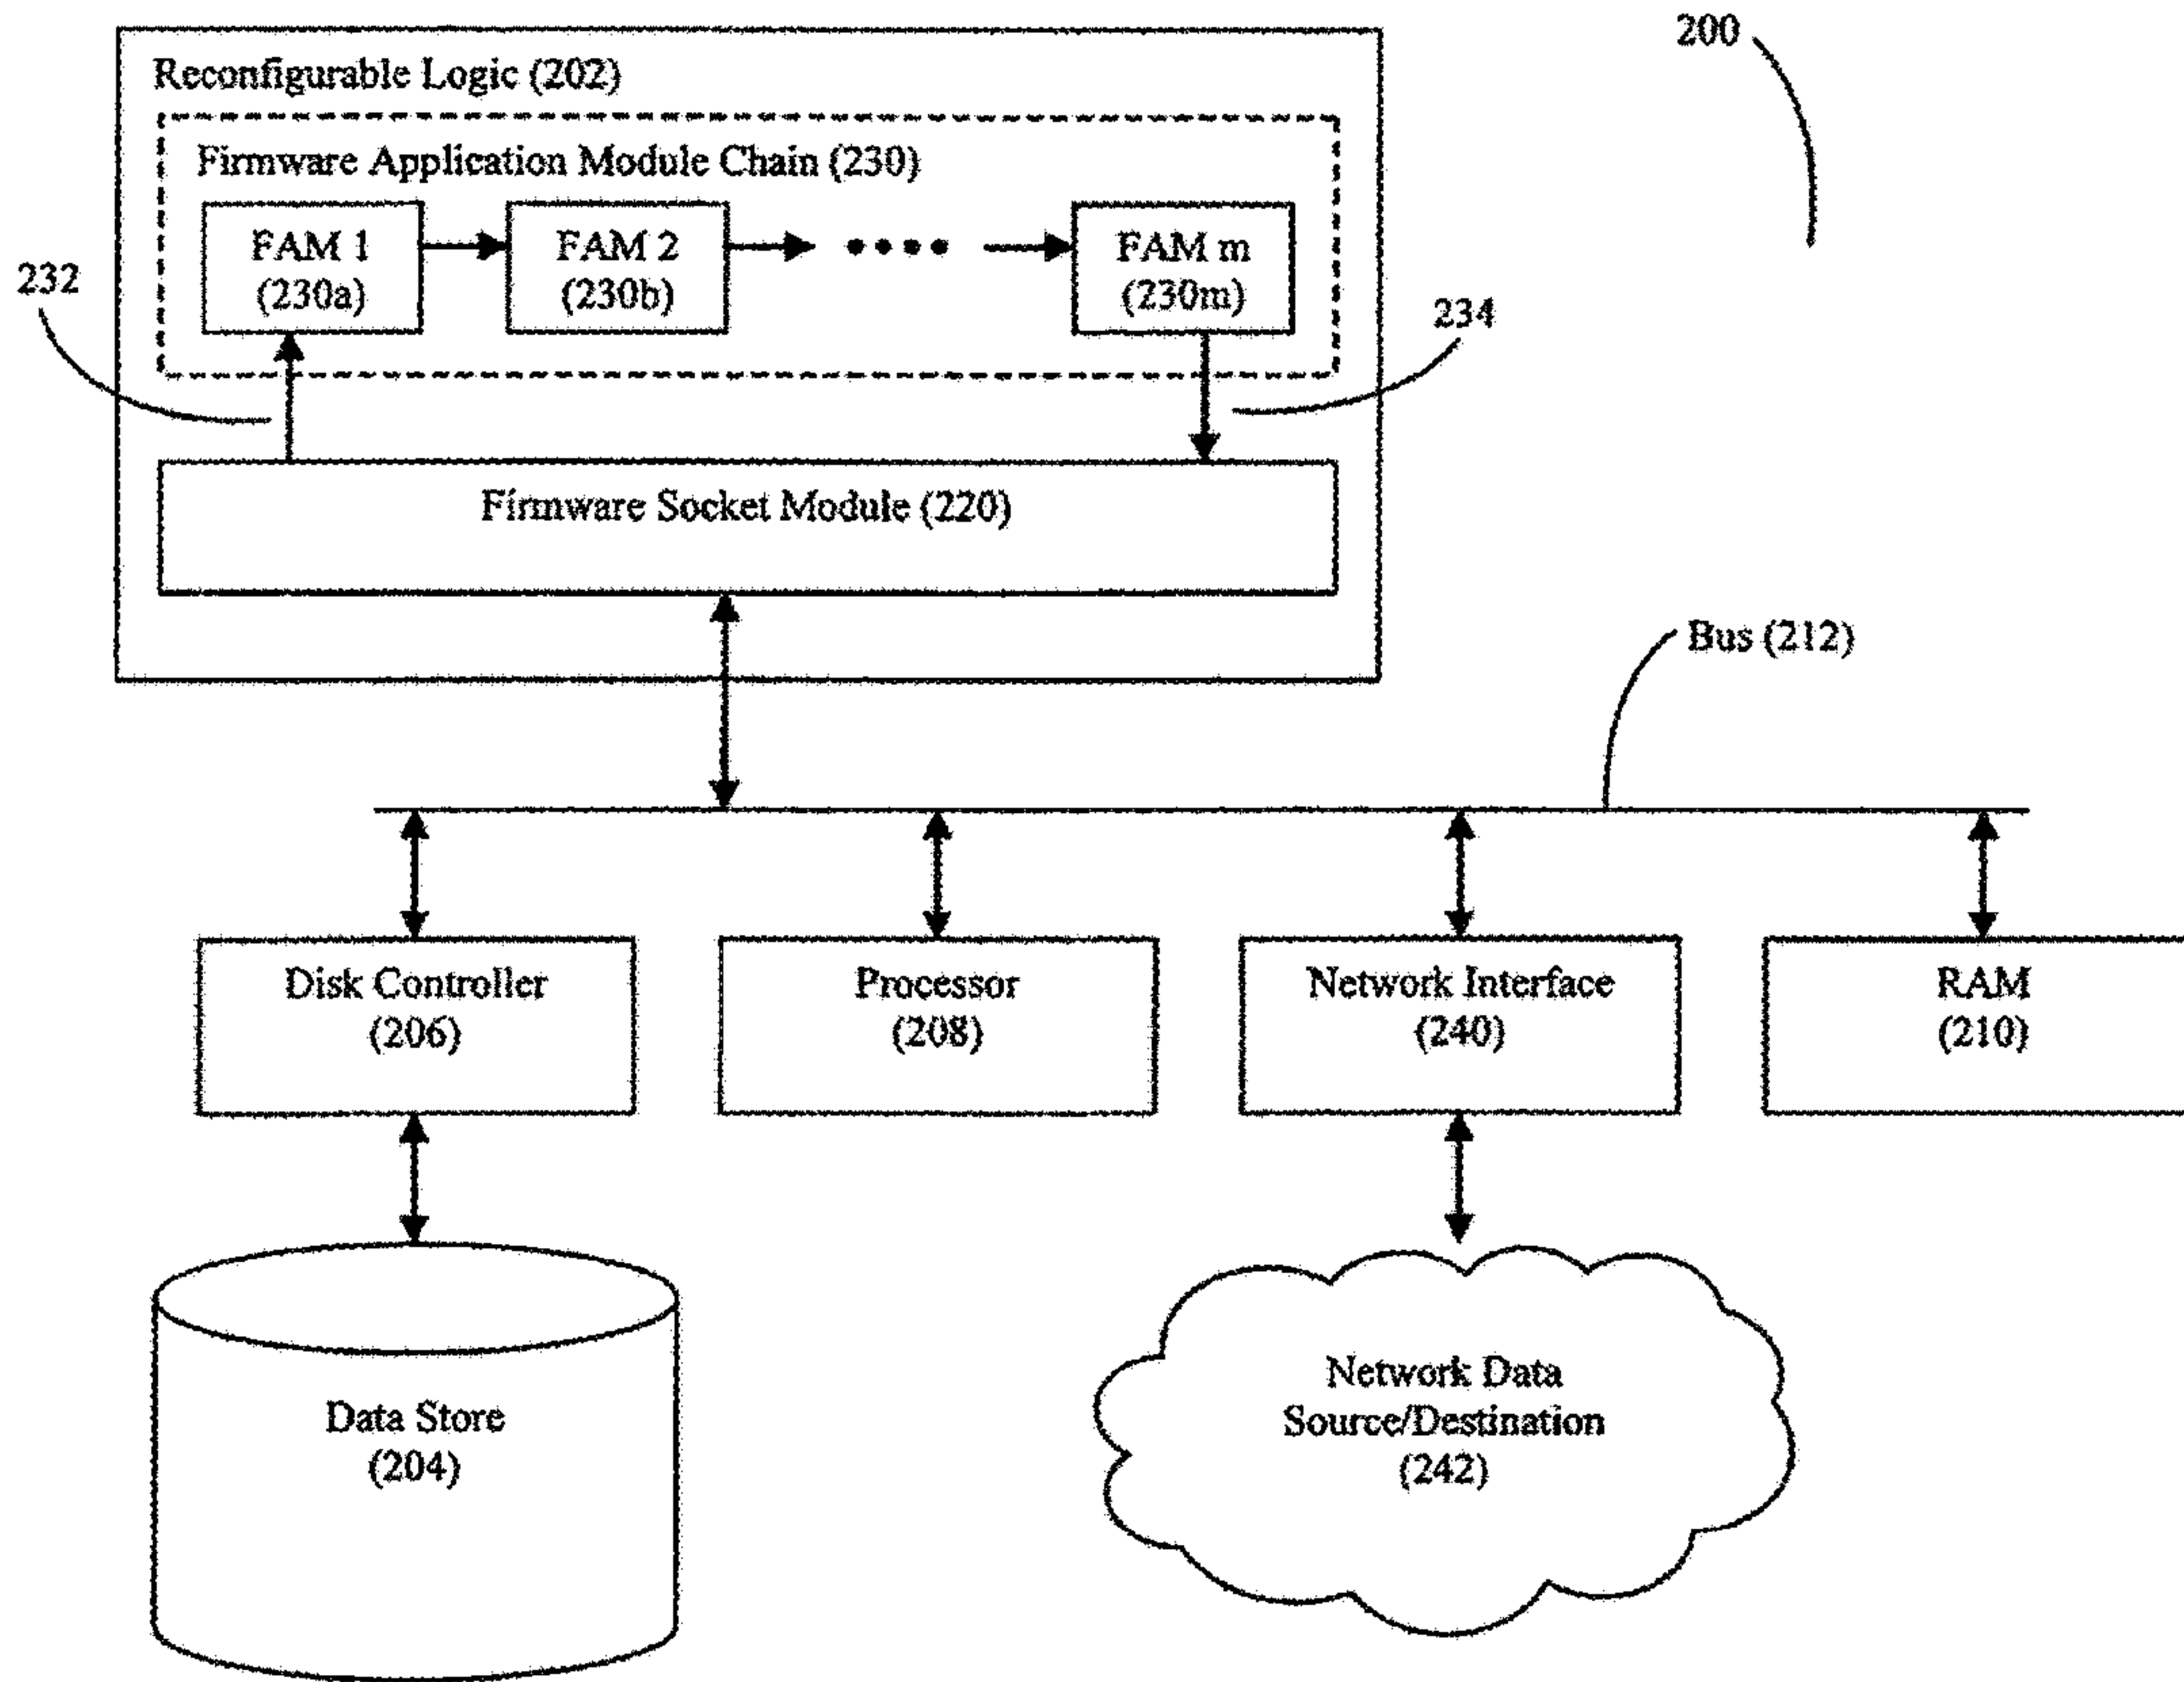 200
Reconfigurable Logic (202)
Firmware Application Module Chain (230)
FAM 1
(230a)
FAM 2
(230b)
FAM m
(230m)
232
234
Firmware Socket Module (220)
Bus (212)
Disk Controller
(206)
Processor
(208)
Network Interface
(240)
RAM
(210)
Data Store
(204)
Network Data
Source/Destination
(242)